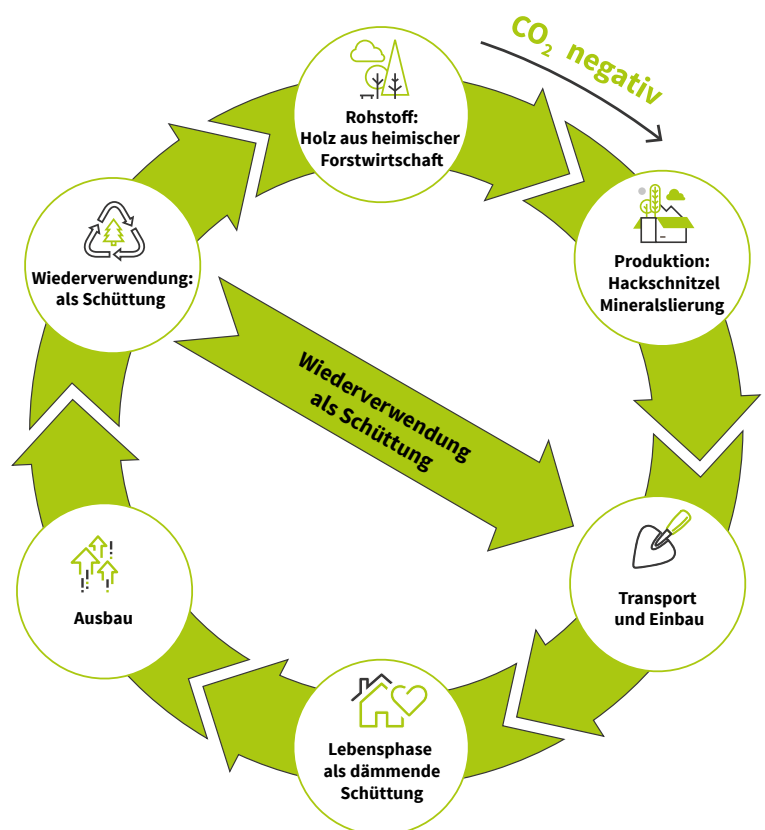 CO2 negativ
Rohstoff:
Holz aus heimischer
Forstwirtschaft
Produktion:
Hackschnitzel
Mineralslierung
Transport
und Einbau
Lebensphase
als dämmende
Schüttung
Ausbau
Wiederverwendung:
als Schüttung
Wiederverwendung
als Schüttung